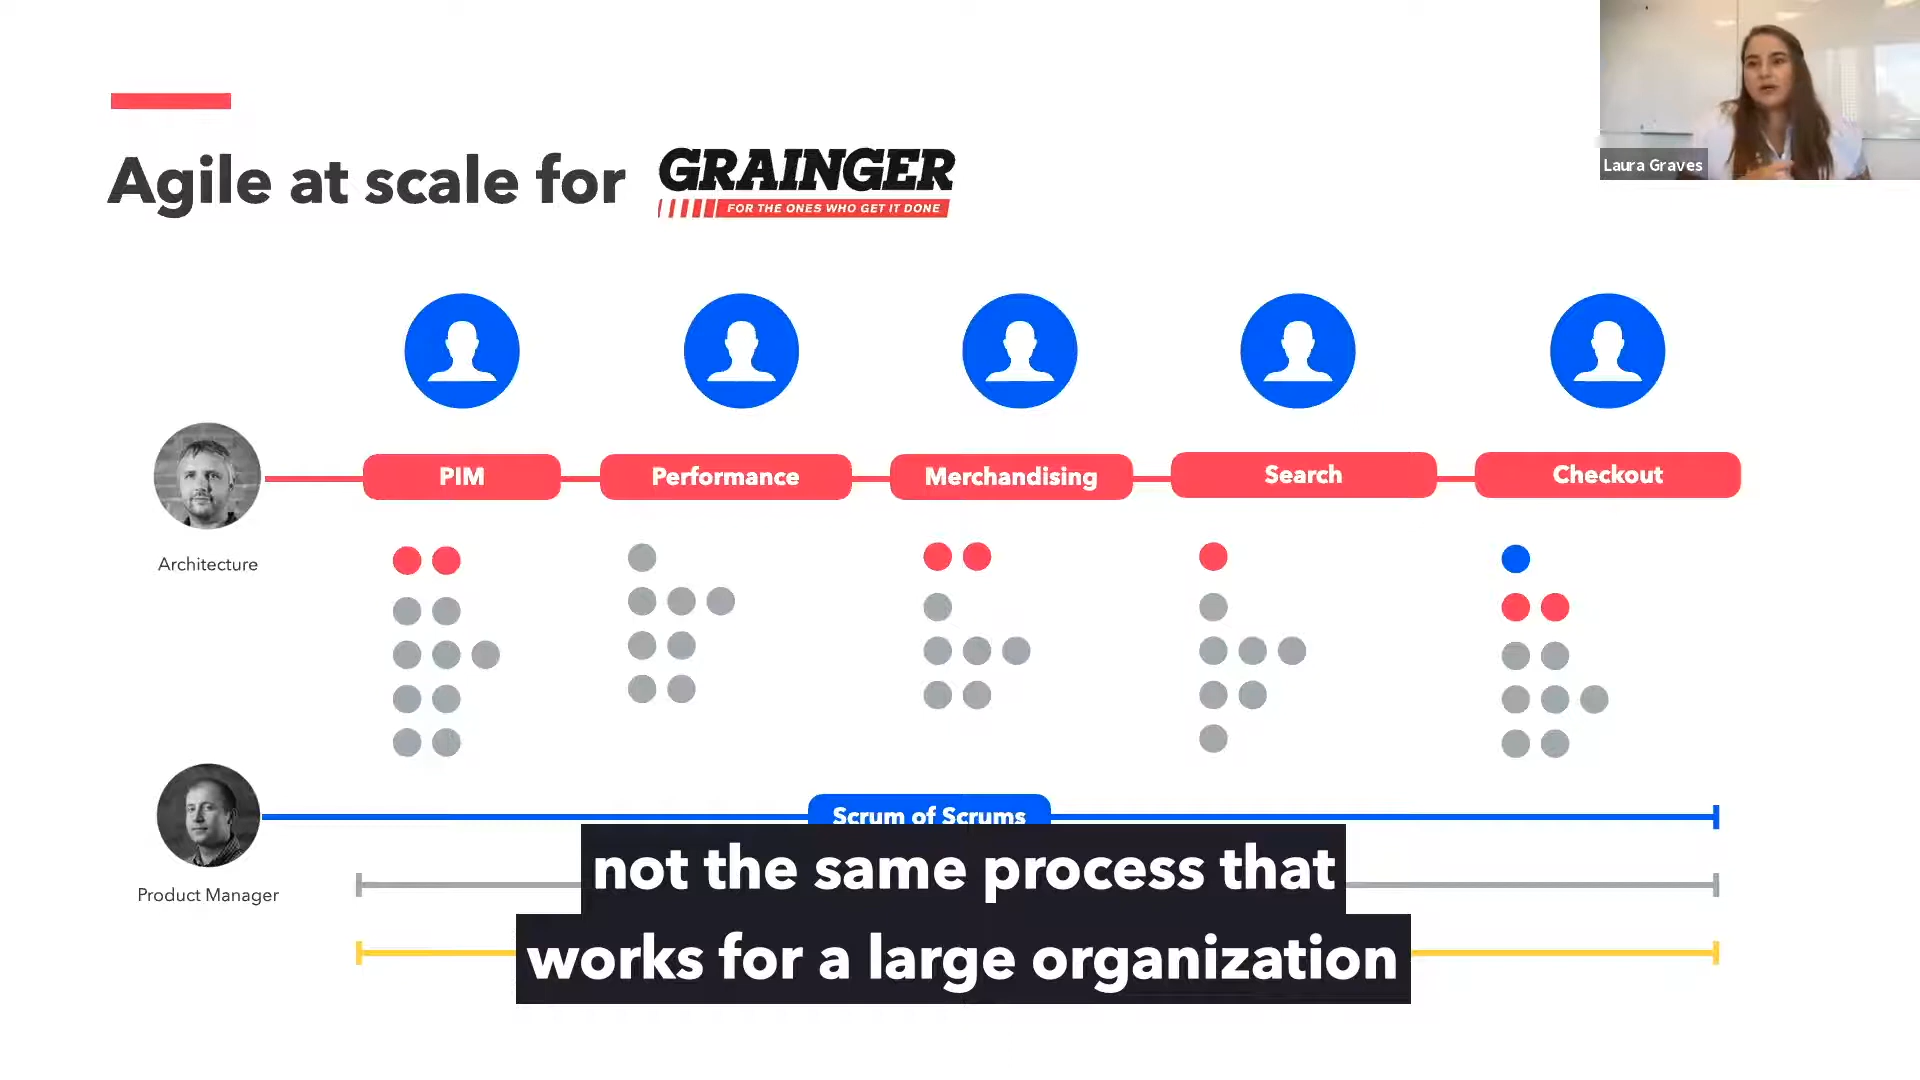 Laura Graves
Agile at scale for
GRAINGER
FOR THE ONES WHO GET IT DONE
PIM
Performance
Merchandising
Search
Checkout
Architecture
Scrum of Scrums
Product Manager
not the same process that
works for a large organization